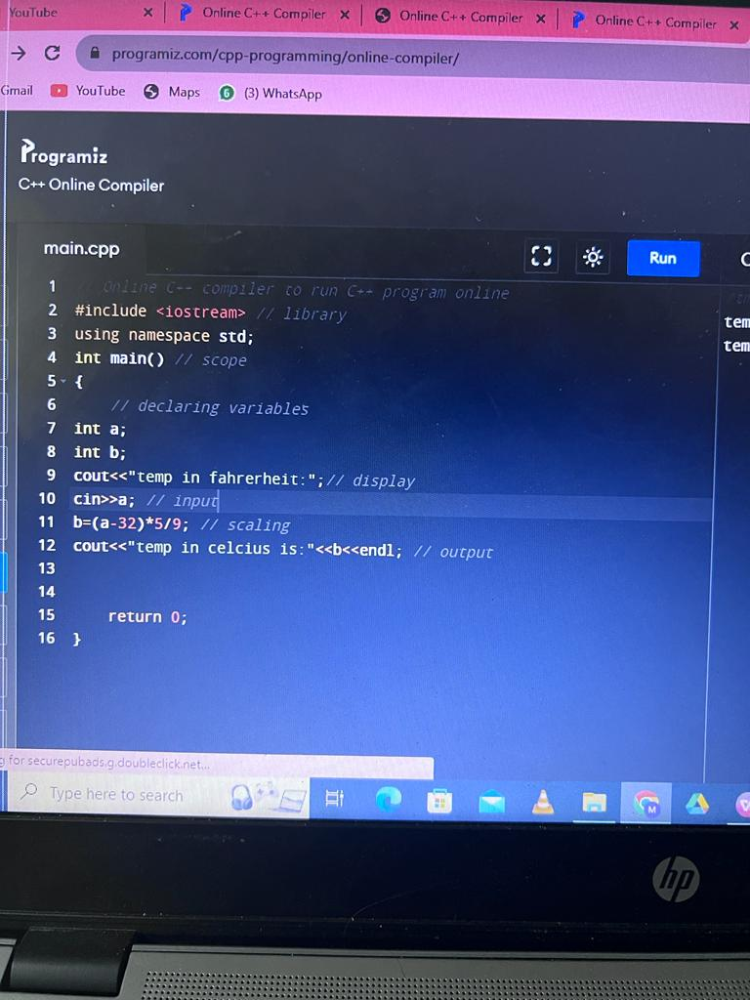 YouTube × Online C++ Compiler × Online C++ Compiler × Online C++ Compiler ×
programiz.com/cpp-programming/online-compiler/
Gmail YouTube Maps 6 (3) WhatsApp
Programiz
C++ Online Compiler
main.cpp Run
1 // Online C++ compiler to run C++ program online
2 #include <iostream> // library
3 using namespace std;
4 int main() // scope
5 {
6 // declaring variables
7 int a;
8 int b;
9 cout<<"temp in fahrerheit:";// display
10 cin>>a; // input
11 b=(a-32)*5/9; // scaling
12 cout<<"temp in celcius is:"<<b<<endl; // output
13
14
15 return 0;
16 }
tem
tem
for securepubads.g.doubleclick.net...
Type here to search
M
hp